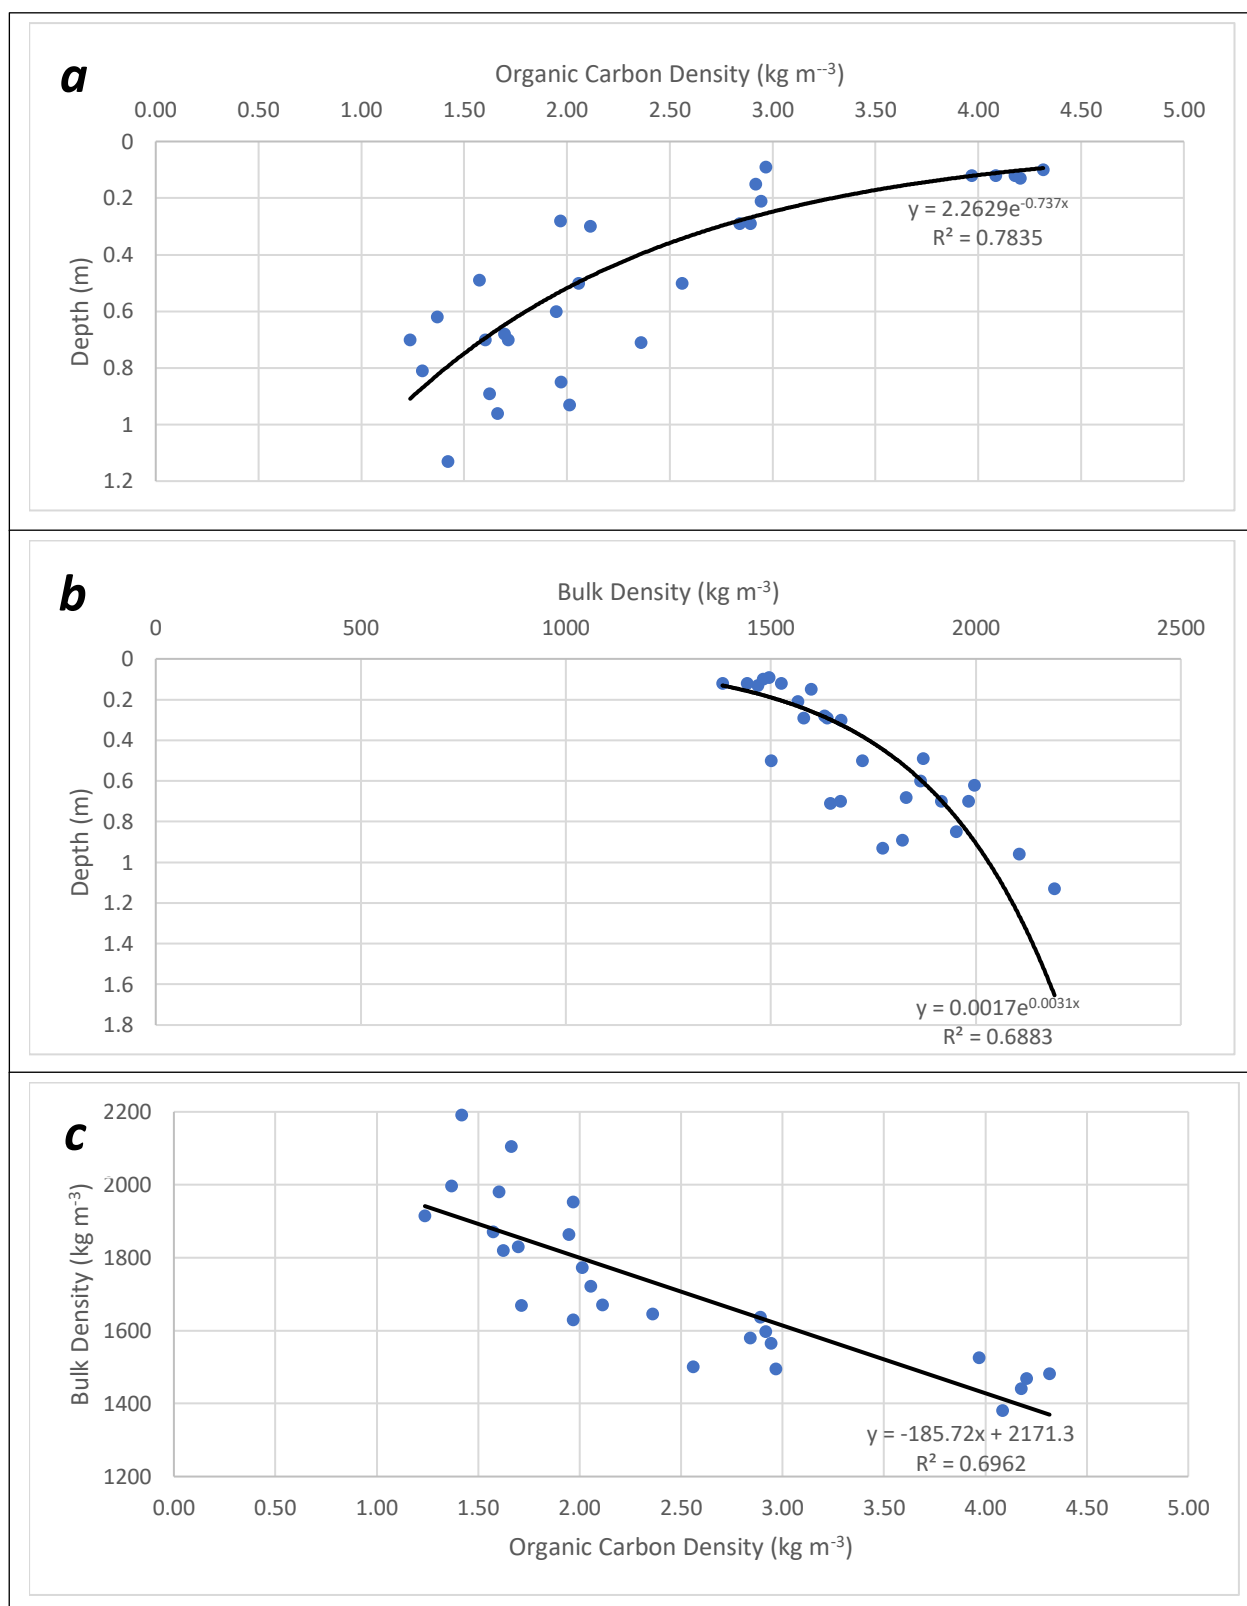 a
Organic Carbon Density (kg m⁻⁻³)
0.00 0.50 1.00 1.50 2.00 2.50 3.00 3.50 4.00 4.50 5.00
0
0.2
0.4
0.6
0.8
1
1.2
Depth (m)
y = 2.2629e^-0.737x
R² = 0.7835
b
Bulk Density (kg m⁻³)
0 500 1000 1500 2000 2500
0
0.2
0.4
0.6
0.8
1
1.2
1.4
1.6
1.8
Depth (m)
y = 0.0017e^0.0031x
R² = 0.6883
c
2200
2000
1800
1600
1400
1200
Bulk Density (kg m⁻³)
y = -185.72x + 2171.3
R² = 0.6962
0.00 0.50 1.00 1.50 2.00 2.50 3.00 3.50 4.00 4.50 5.00
Organic Carbon Density (kg m⁻³)